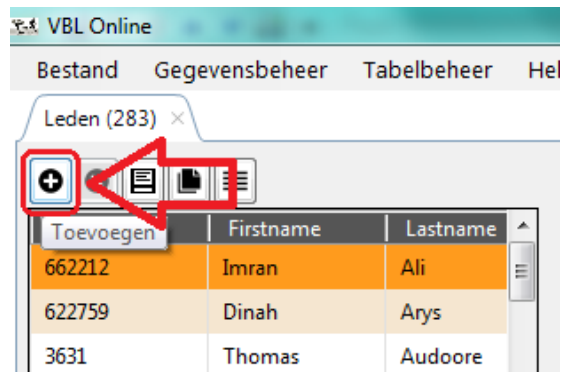 VBL Online
Bestand Gegevensbeheer Tabelbeheer Hel
Leden (283)
Toevoegen Firstname Lastname
662212 Imran Ali
622759 Dinah Arys
3631 Thomas Audoore